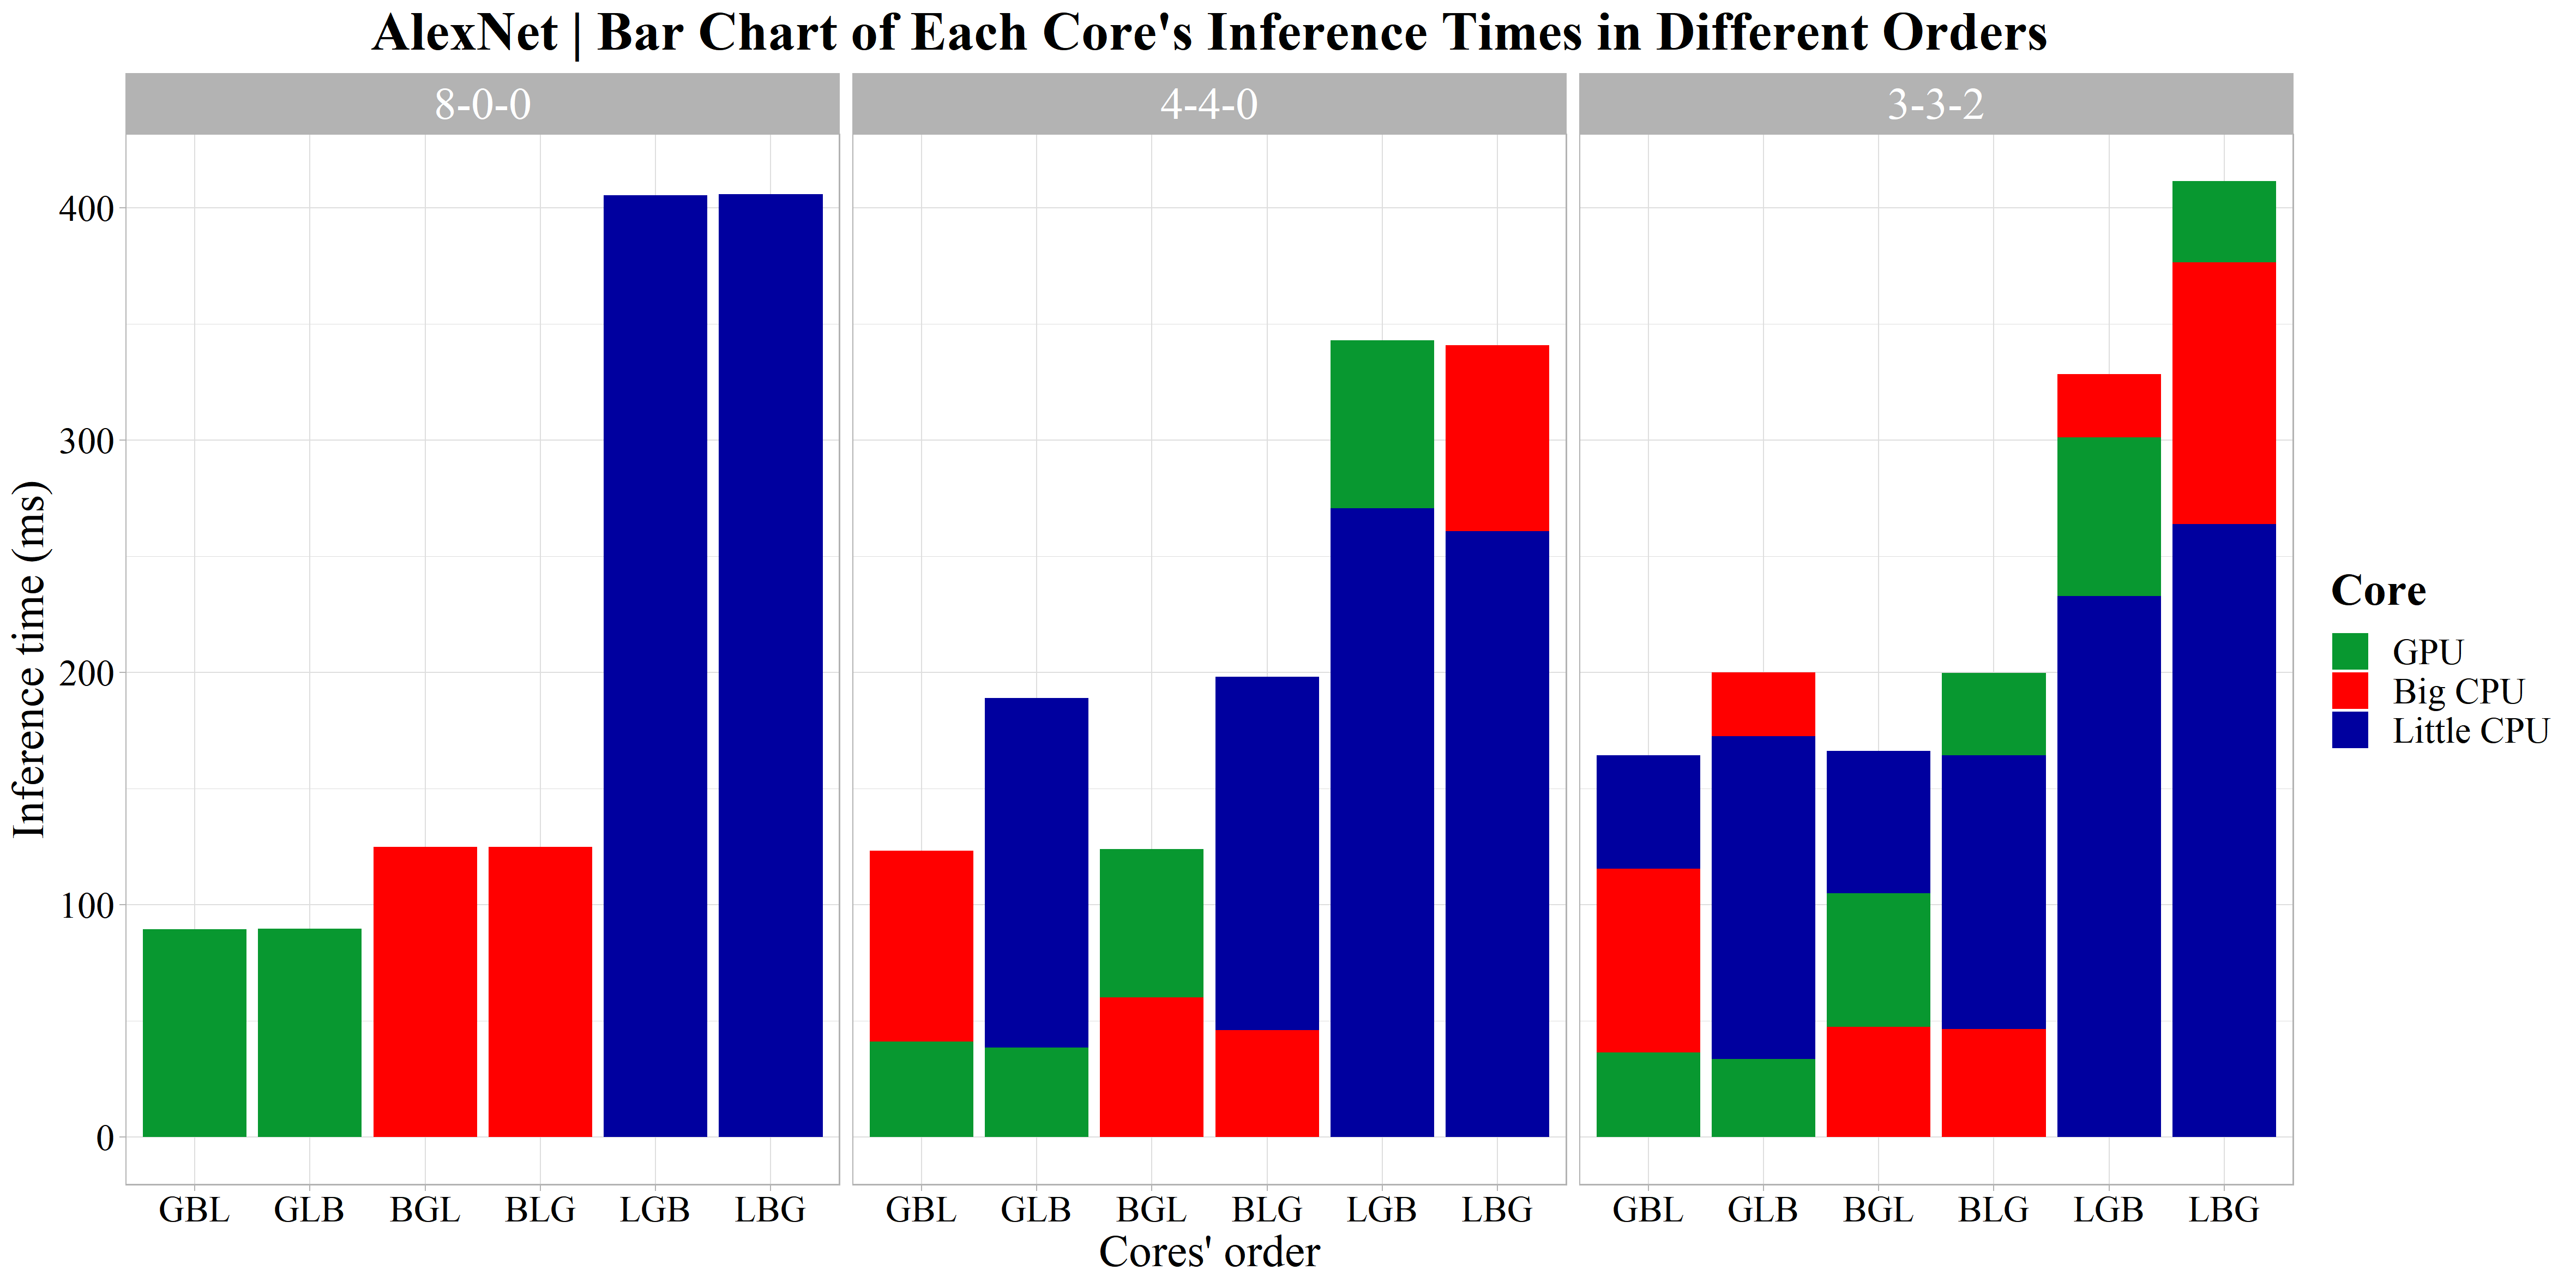 AlexNet | Bar Chart of Each Core's Inference Times in Different Orders
8-0-0 4-4-0 3-3-2
Inference time (ms)
400
300
200
100
0
GBL GLB BGL BLG LGB LBG GBL GLB BGL BLG LGB LBG GBL GLB BGL BLG LGB LBG
Cores' order
Core
GPU
Big CPU
Little CPU